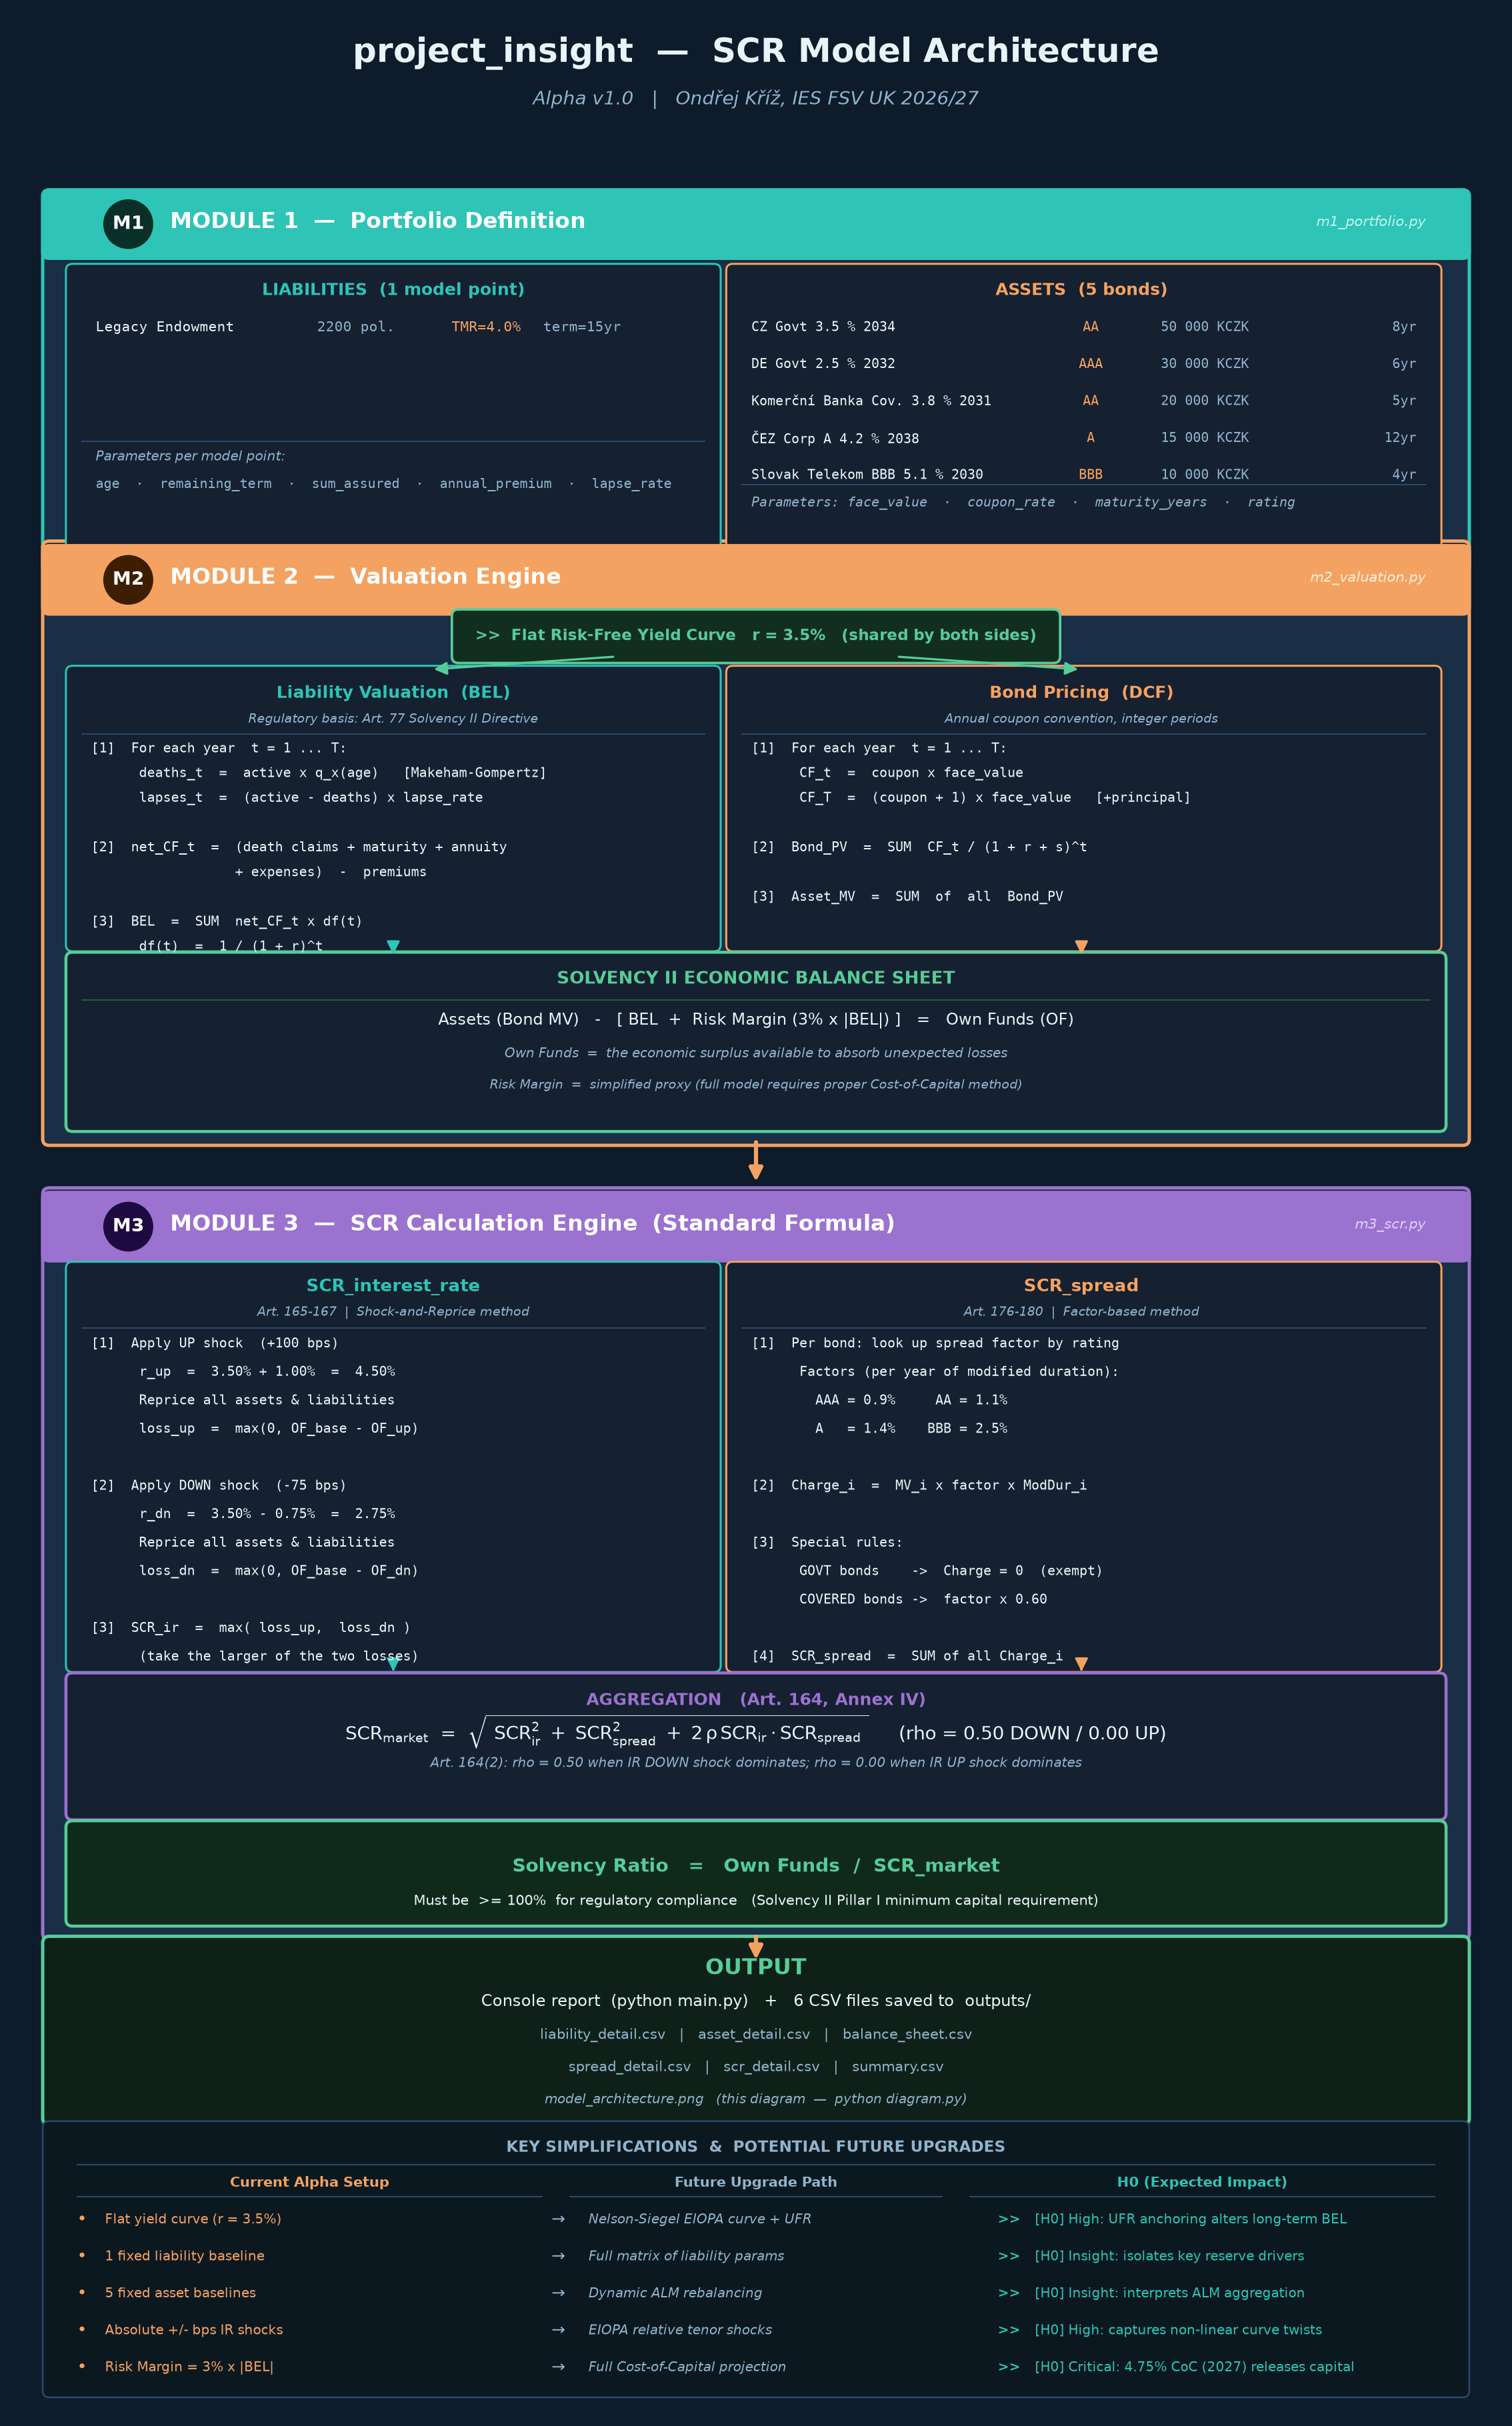 project_insight — SCR Model Architecture
Alpha v1.0 | Ondřej Kříž, IES FSV UK 2026/27
M1 MODULE 1 — Portfolio Definition m1_portfolio.py
LIABILITIES (1 model point)
Legacy Endowment 2200 pol. TMR=4.0% term=15yr
Parameters per model point:
age · remaining_term · sum_assured · annual_premium · lapse_rate
ASSETS (5 bonds)
CZ Govt 3.5 % 2034 AA 50 000 KCZK 8yr
DE Govt 2.5 % 2032 AAA 30 000 KCZK 6yr
Komerční Banka Cov. 3.8 % 2031 AA 20 000 KCZK 5yr
ČEZ Corp A 4.2 % 2038 A 15 000 KCZK 12yr
Slovak Telekom BBB 5.1 % 2030 BBB 10 000 KCZK 4yr
Parameters: face_value · coupon_rate · maturity_years · rating
M2 MODULE 2 — Valuation Engine m2_valuation.py
>> Flat Risk-Free Yield Curve r = 3.5% (shared by both sides)
Liability Valuation (BEL)
Regulatory basis: Art. 77 Solvency II Directive
[1] For each year t = 1 ... T:
deaths_t = active x q_x(age) [Makeham-Gompertz]
lapses_t = (active - deaths) x lapse_rate
[2] net_CF_t = (death claims + maturity + annuity
+ expenses) - premiums
[3] BEL = SUM net_CF_t x df(t)
df(t) = 1 / (1 + r)^t
Bond Pricing (DCF)
Annual coupon convention, integer periods
[1] For each year t = 1 ... T:
CF_t = coupon x face_value
CF_T = (coupon + 1) x face_value [+principal]
[2] Bond_PV = SUM CF_t / (1 + r + s)^t
[3] Asset_MV = SUM of all Bond_PV
SOLVENCY II ECONOMIC BALANCE SHEET
Assets (Bond MV) - [ BEL + Risk Margin (3% x |BEL|) ] = Own Funds (OF)
Own Funds = the economic surplus available to absorb unexpected losses
Risk Margin = simplified proxy (full model requires proper Cost-of-Capital method)
M3 MODULE 3 — SCR Calculation Engine (Standard Formula) m3_scr.py
SCR_interest_rate
Art. 165-167 | Shock-and-Reprice method
[1] Apply UP shock (+100 bps)
r_up = 3.50% + 1.00% = 4.50%
Reprice all assets & liabilities
loss_up = max(0, OF_base - OF_up)
[2] Apply DOWN shock (-75 bps)
r_dn = 3.50% - 0.75% = 2.75%
Reprice all assets & liabilities
loss_dn = max(0, OF_base - OF_dn)
[3] SCR_ir = max( loss_up, loss_dn )
(take the larger of the two losses)
SCR_spread
Art. 176-180 | Factor-based method
[1] Per bond: look up spread factor by rating
Factors (per year of modified duration):
AAA = 0.9% AA = 1.1%
A = 1.4% BBB = 2.5%
[2] Charge_i = MV_i x factor x ModDur_i
[3] Special rules:
GOVT bonds -> Charge = 0 (exempt)
COVERED bonds -> factor x 0.60
[4] SCR_spread = SUM of all Charge_i
AGGREGATION (Art. 164, Annex IV)
SCR_market = √ SCR²_ir + SCR²_spread + 2 ρ SCR_ir · SCR_spread (rho = 0.50 DOWN / 0.00 UP)
Art. 164(2): rho = 0.50 when IR DOWN shock dominates; rho = 0.00 when IR UP shock dominates
Solvency Ratio = Own Funds / SCR_market
Must be >= 100% for regulatory compliance (Solvency II Pillar I minimum capital requirement)
OUTPUT
Console report (python main.py) + 6 CSV files saved to outputs/
liability_detail.csv | asset_detail.csv | balance_sheet.csv
spread_detail.csv | scr_detail.csv | summary.csv
model_architecture.png (this diagram — python diagram.py)
KEY SIMPLIFICATIONS & POTENTIAL FUTURE UPGRADES
Current Alpha Setup Future Upgrade Path H0 (Expected Impact)
• Flat yield curve (r = 3.5%) → Nelson-Siegel EIOPA curve + UFR >> [H0] High: UFR anchoring alters long-term BEL
• 1 fixed liability baseline → Full matrix of liability params >> [H0] Insight: isolates key reserve drivers
• 5 fixed asset baselines → Dynamic ALM rebalancing >> [H0] Insight: interprets ALM aggregation
• Absolute +/- bps IR shocks → EIOPA relative tenor shocks >> [H0] High: captures non-linear curve twists
• Risk Margin = 3% x |BEL| → Full Cost-of-Capital projection >> [H0] Critical: 4.75% CoC (2027) releases capital